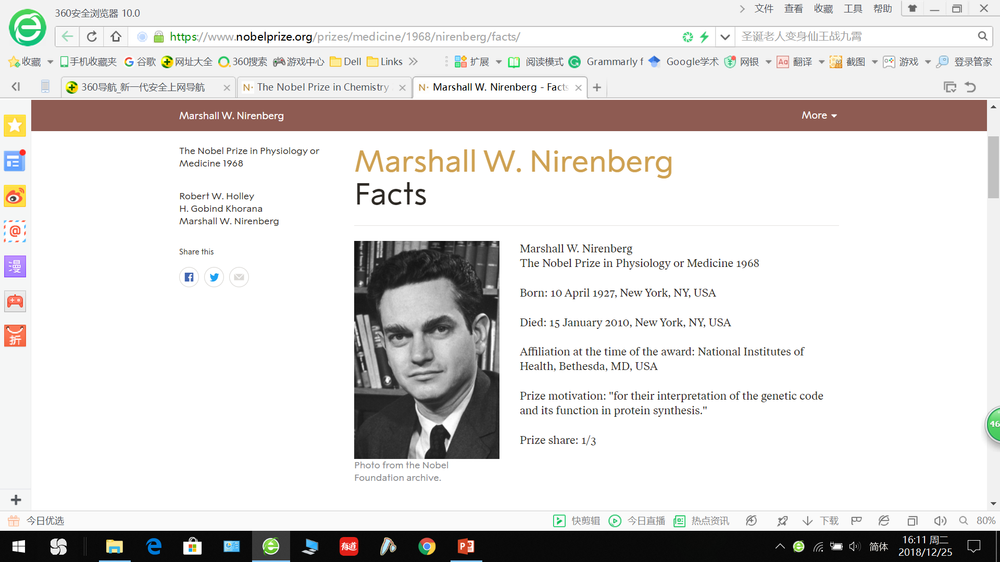 360安全浏览器 10.0
文件 查看 收藏 工具 帮助
https://www.nobelprize.org/prizes/medicine/1968/nirenberg/facts/
圣诞老人变身仙王战九霄
收藏 手机收藏夹 谷歌 网址大全 360搜索 游戏中心 Dell Links 扩展 阅读模式 Grammarly f Google学术 网银 Aa 翻译 截图 游戏 登录管家
360导航_新一代安全上网导航 N· The Nobel Prize in Chemistry N· Marshall W. Nirenberg - Facts
Marshall W. Nirenberg More
The Nobel Prize in Physiology or
Medicine 1968
Robert W. Holley
H. Gobind Khorana
Marshall W. Nirenberg
Share this
Marshall W. Nirenberg
Facts
Marshall W. Nirenberg
The Nobel Prize in Physiology or Medicine 1968
Born: 10 April 1927, New York, NY, USA
Died: 15 January 2010, New York, NY, USA
Affiliation at the time of the award: National Institutes of
Health, Bethesda, MD, USA
Prize motivation: "for their interpretation of the genetic code
and its function in protein synthesis."
Prize share: 1/3
Photo from the Nobel
Foundation archive.
@
漫
折
46
今日优选 快剪辑 今日直播 热点资讯 下载 80%
有道
简体
16:11 周二
2018/12/25